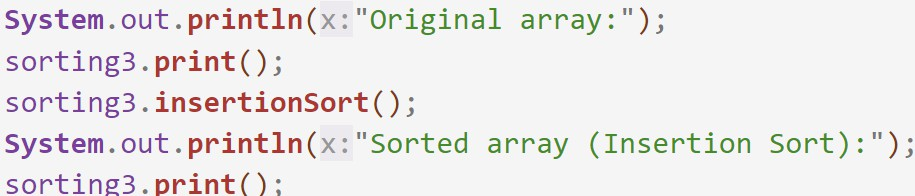 System.out.println(x:"Original array:");
sorting3.print();
sorting3.insertionSort();
System.out.println(x:"Sorted array (Insertion Sort):");
sorting3.print();